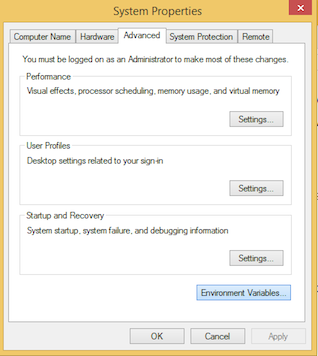 System Properties
Computer Name
Hardware
Advanced
System Protection
Remote
You must be logged on as an Administrator to make most of these changes.
Performance
Visual effects, processor scheduling, memory usage, and virtual memory
Settings...
User Profiles
Desktop settings related to your sign-in
Settings...
Startup and Recovery
System startup, system failure, and debugging information
Settings...
Environment Variables...
OK
Cancel
Apply